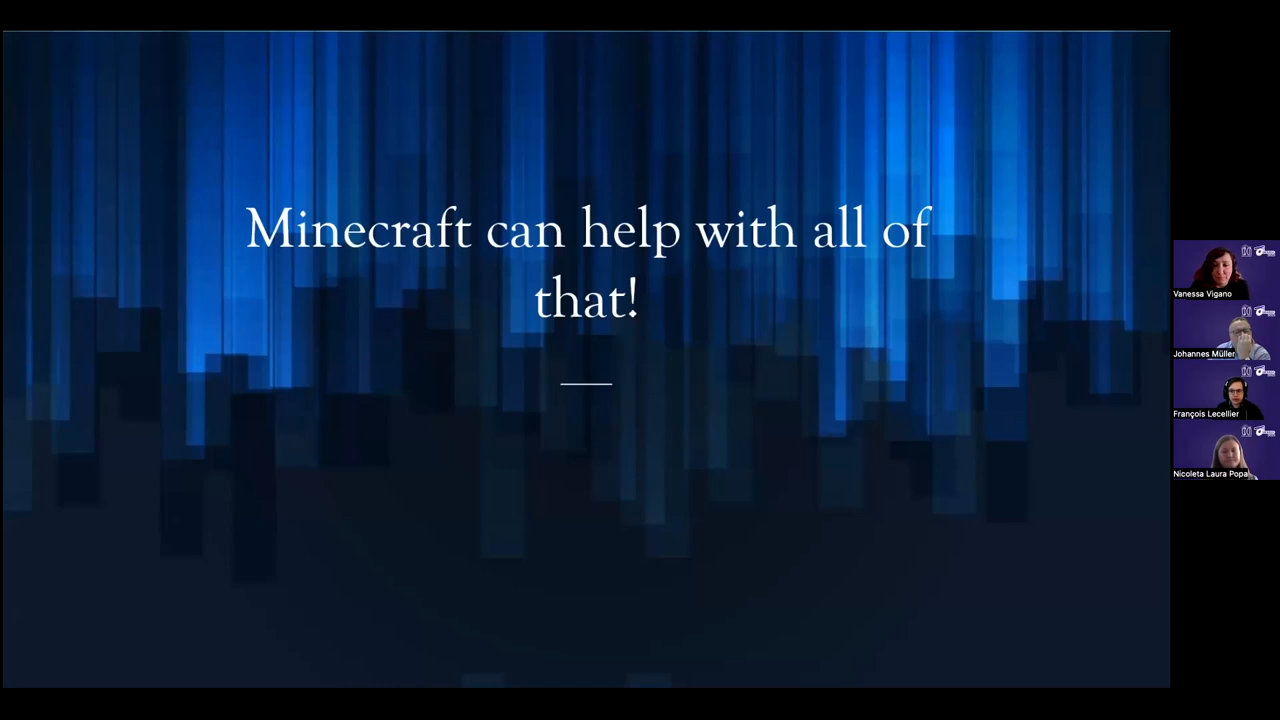 Minecraft can help with all of
that!
Vanessa Vigano
Johannes Müller
François Lecellier
Nicoleta Laura Popa